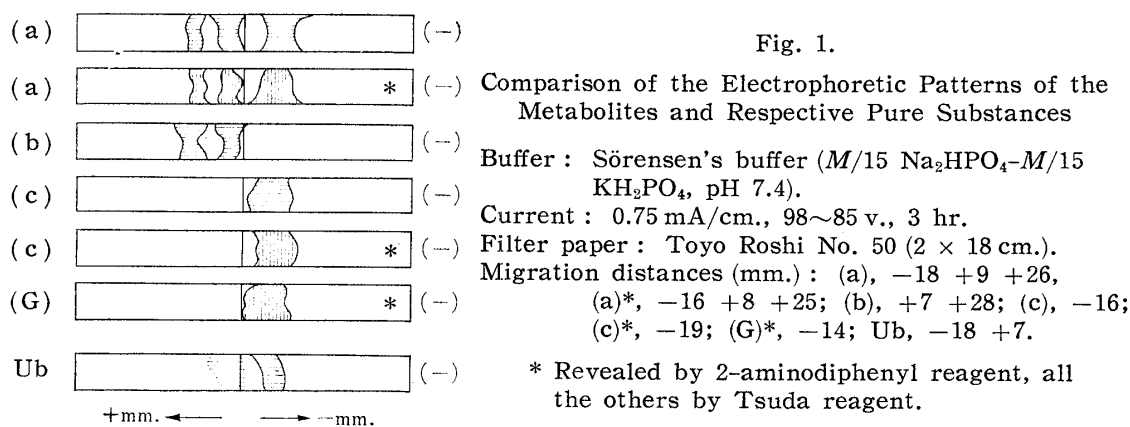 (a) (−)
(a) * (−)
(b) (−)
(c) (−)
(c) * (−)
(G) * (−)
Ub (−)
+mm. ← → −mm.
Fig. 1.
Comparison of the Electrophoretic Patterns of the
Metabolites and Respective Pure Substances
Buffer : Sörensen's buffer (M/15 Na₂HPO₄-M/15
KH₂PO₄, pH 7.4).
Current : 0.75 mA/cm., 98~85 v., 3 hr.
Filter paper : Toyo Roshi No. 50 (2 × 18 cm.).
Migration distances (mm.) : (a), −18 +9 +26,
(a)*, −16 +8 +25; (b), +7 +28; (c), −16;
(c)*, −19; (G)*, −14; Ub, −18 +7.
* Revealed by 2-aminodiphenyl reagent, all
the others by Tsuda reagent.